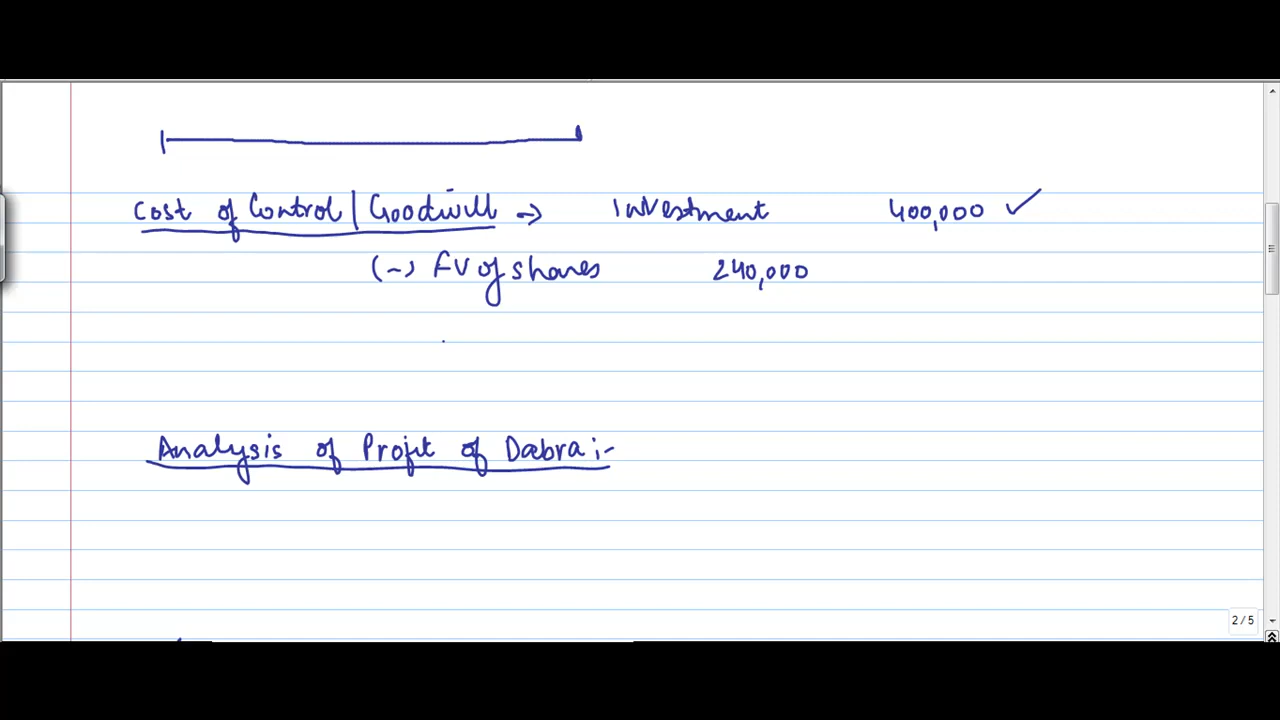 Cost of Control | Goodwill → Investment 400,000 ✓
(-) FV of shares 240,000
Analysis of Profit of Dabra :-
2 / 5